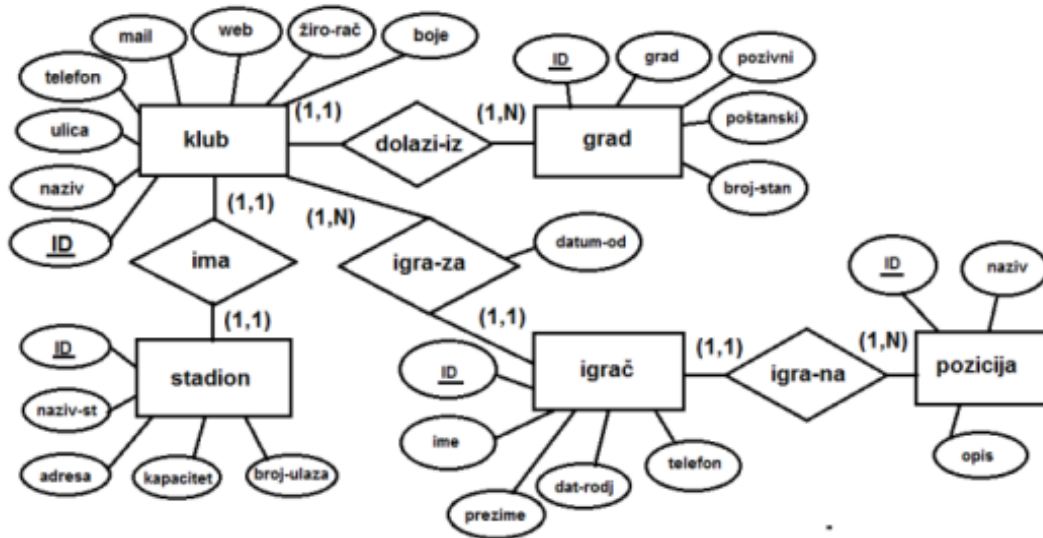 mail
web
žiro-rač
boje
telefon
ulica
naziv
ID
klub
(1,1)
dolazi-iz
(1,N)
grad
ID
grad
pozivni
poštanski
broj-stan
(1,1)
ima
(1,1)
(1,N)
igra-za
datum-od
(1,1)
stadion
ID
naziv-st
adresa
kapacitet
broj-ulaza
igrač
ID
ime
prezime
dat-rodj
telefon
(1,1)
igra-na
(1,N)
pozicija
ID
naziv
opis